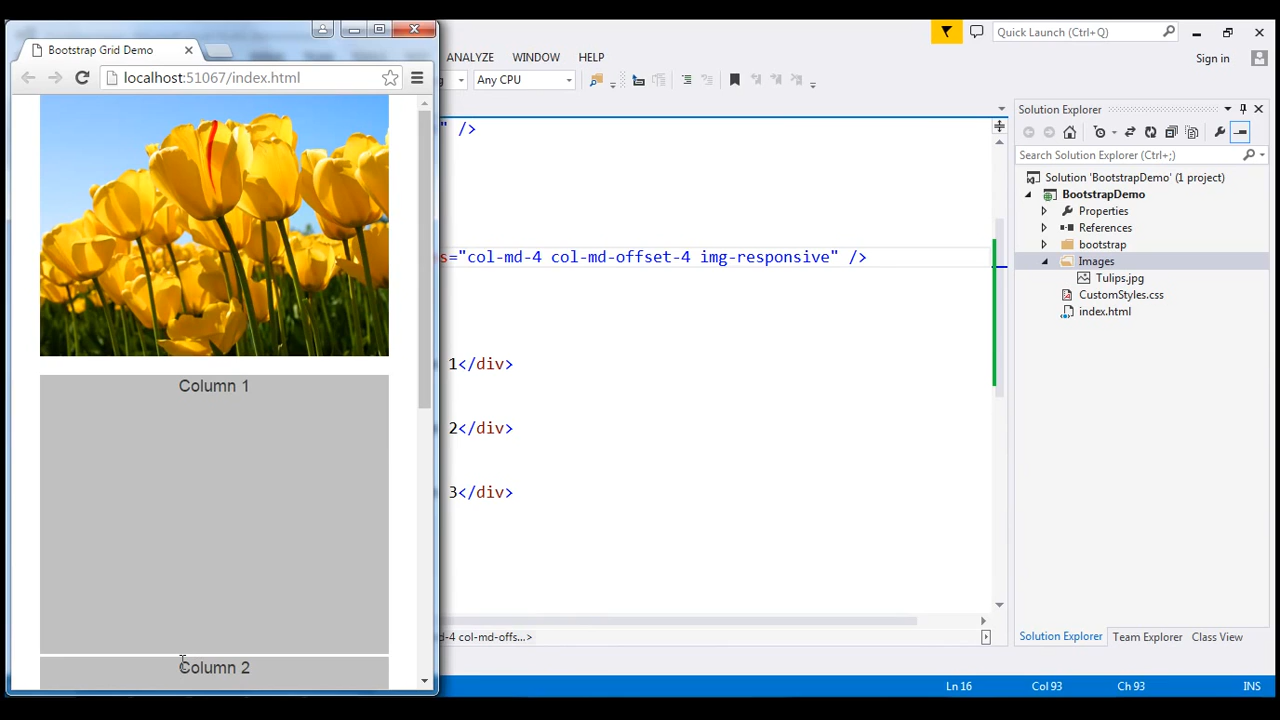 Bootstrap Grid Demo
localhost:51067/index.html
Column 1
Column 2
Quick Launch (Ctrl+Q)
ANALYZE WINDOW HELP
Sign in
Any CPU
" />
s="col-md-4 col-md-offset-4 img-responsive" />
1</div>
2</div>
3</div>
-4 col-md-offs...>
Solution Explorer
Search Solution Explorer (Ctrl+;)
Solution 'BootstrapDemo' (1 project)
BootstrapDemo
Properties
References
bootstrap
Images
Tulips.jpg
CustomStyles.css
index.html
Solution Explorer Team Explorer Class View
Ln 16 Col 93 Ch 93 INS